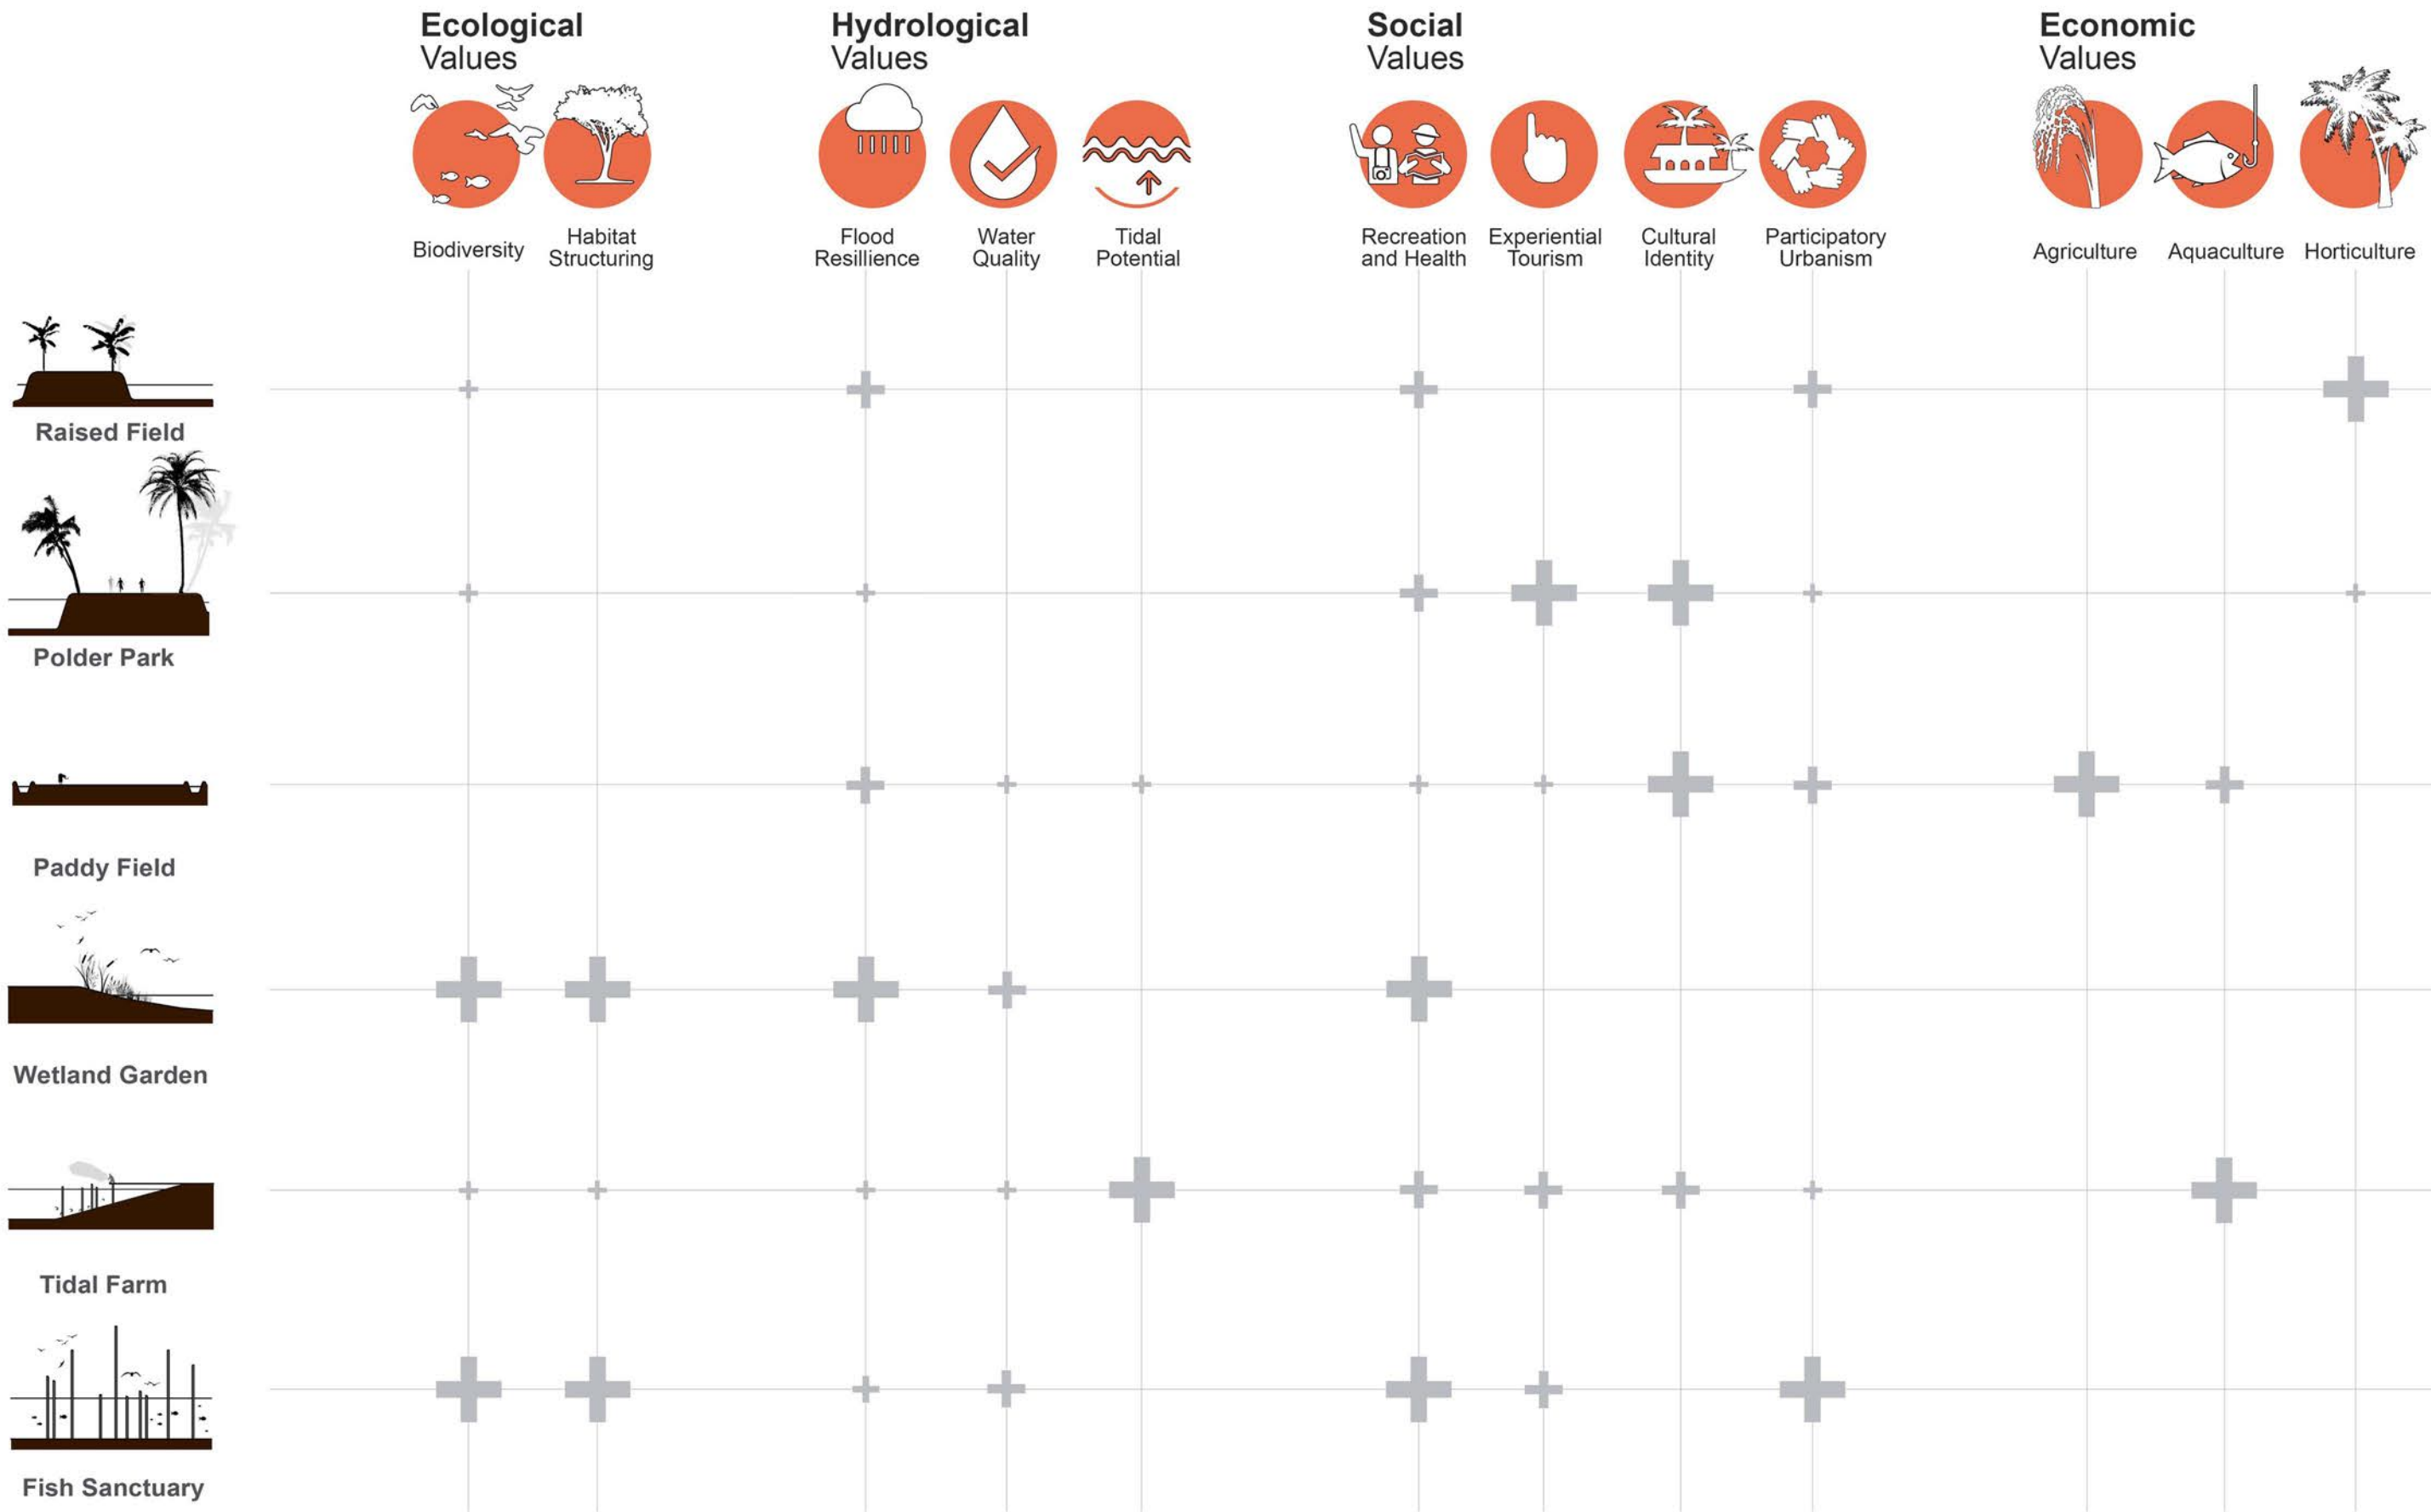 Ecological
Values
Hydrological
Values
Social
Values
Economic
Values
Biodiversity
Habitat
Structuring
Flood
Resillience
Water
Quality
Tidal
Potential
Recreation
and Health
Experiential
Tourism
Cultural
Identity
Participatory
Urbanism
Agriculture
Aquaculture
Horticulture
Raised Field
Polder Park
Paddy Field
Wetland Garden
Tidal Farm
Fish Sanctuary